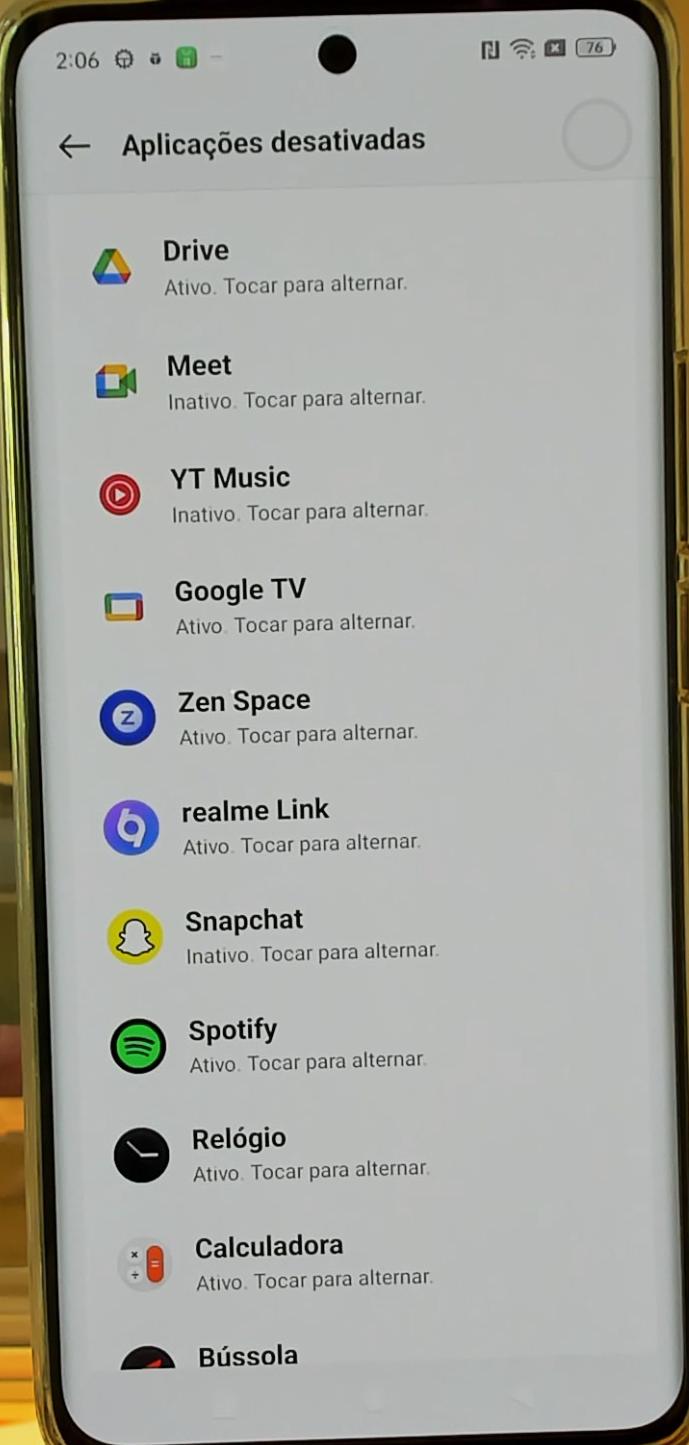 2:06
76
Aplicações desativadas
Drive
Ativo. Tocar para alternar.
Meet
Inativo. Tocar para alternar.
YT Music
Inativo. Tocar para alternar.
Google TV
Ativo. Tocar para alternar.
Z
Zen Space
Ativo. Tocar para alternar.
realme Link
Ativo. Tocar para alternar.
Snapchat
Inativo. Tocar para alternar.
Spotify
Ativo. Tocar para alternar.
Relógio
Ativo. Tocar para alternar.
Calculadora
Ativo. Tocar para alternar.
Bússola